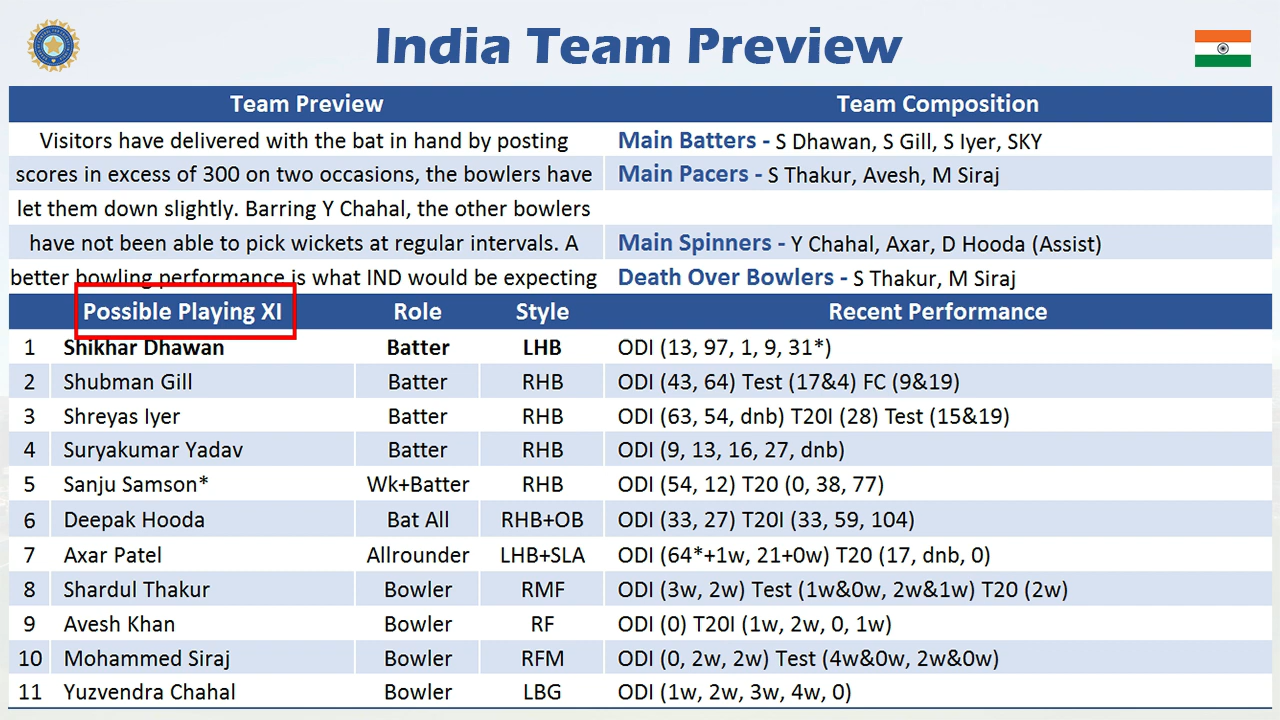 India Team Preview
Team Preview Team Composition
Visitors have delivered with the bat in hand by posting Main Batters - S Dhawan, S Gill, S Iyer, SKY
scores in excess of 300 on two occasions, the bowlers have Main Pacers - S Thakur, Avesh, M Siraj
let them down slightly. Barring Y Chahal, the other bowlers
have not been able to pick wickets at regular intervals. A Main Spinners - Y Chahal, Axar, D Hooda (Assist)
better bowling performance is what IND would be expecting Death Over Bowlers - S Thakur, M Siraj
Possible Playing XI Role Style Recent Performance
1 Shikhar Dhawan Batter LHB ODI (13, 97, 1, 9, 31*)
2 Shubman Gill Batter RHB ODI (43, 64) Test (17&4) FC (9&19)
3 Shreyas Iyer Batter RHB ODI (63, 54, dnb) T20I (28) Test (15&19)
4 Suryakumar Yadav Batter RHB ODI (9, 13, 16, 27, dnb)
5 Sanju Samson* Wk+Batter RHB ODI (54, 12) T20 (0, 38, 77)
6 Deepak Hooda Bat All RHB+OB ODI (33, 27) T20I (33, 59, 104)
7 Axar Patel Allrounder LHB+SLA ODI (64*+1w, 21+0w) T20 (17, dnb, 0)
8 Shardul Thakur Bowler RMF ODI (3w, 2w) Test (1w&0w, 2w&1w) T20 (2w)
9 Avesh Khan Bowler RF ODI (0) T20I (1w, 2w, 0, 1w)
10 Mohammed Siraj Bowler RFM ODI (0, 2w, 2w) Test (4w&0w, 2w&0w)
11 Yuzvendra Chahal Bowler LBG ODI (1w, 2w, 3w, 4w, 0)